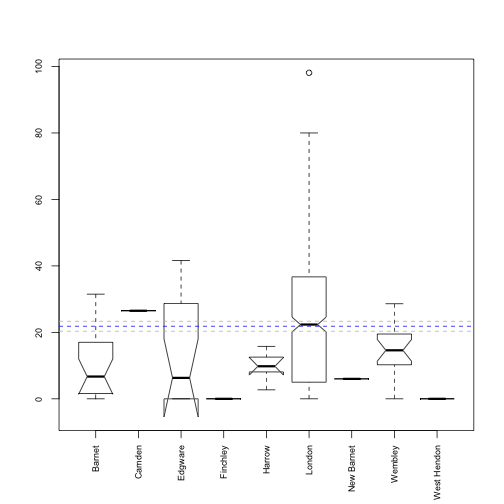 100
80
60
40
20
0
Barnet
Camden
Edgware
Finchley
Harrow
London
New Barnet
Wembley
West Hendon